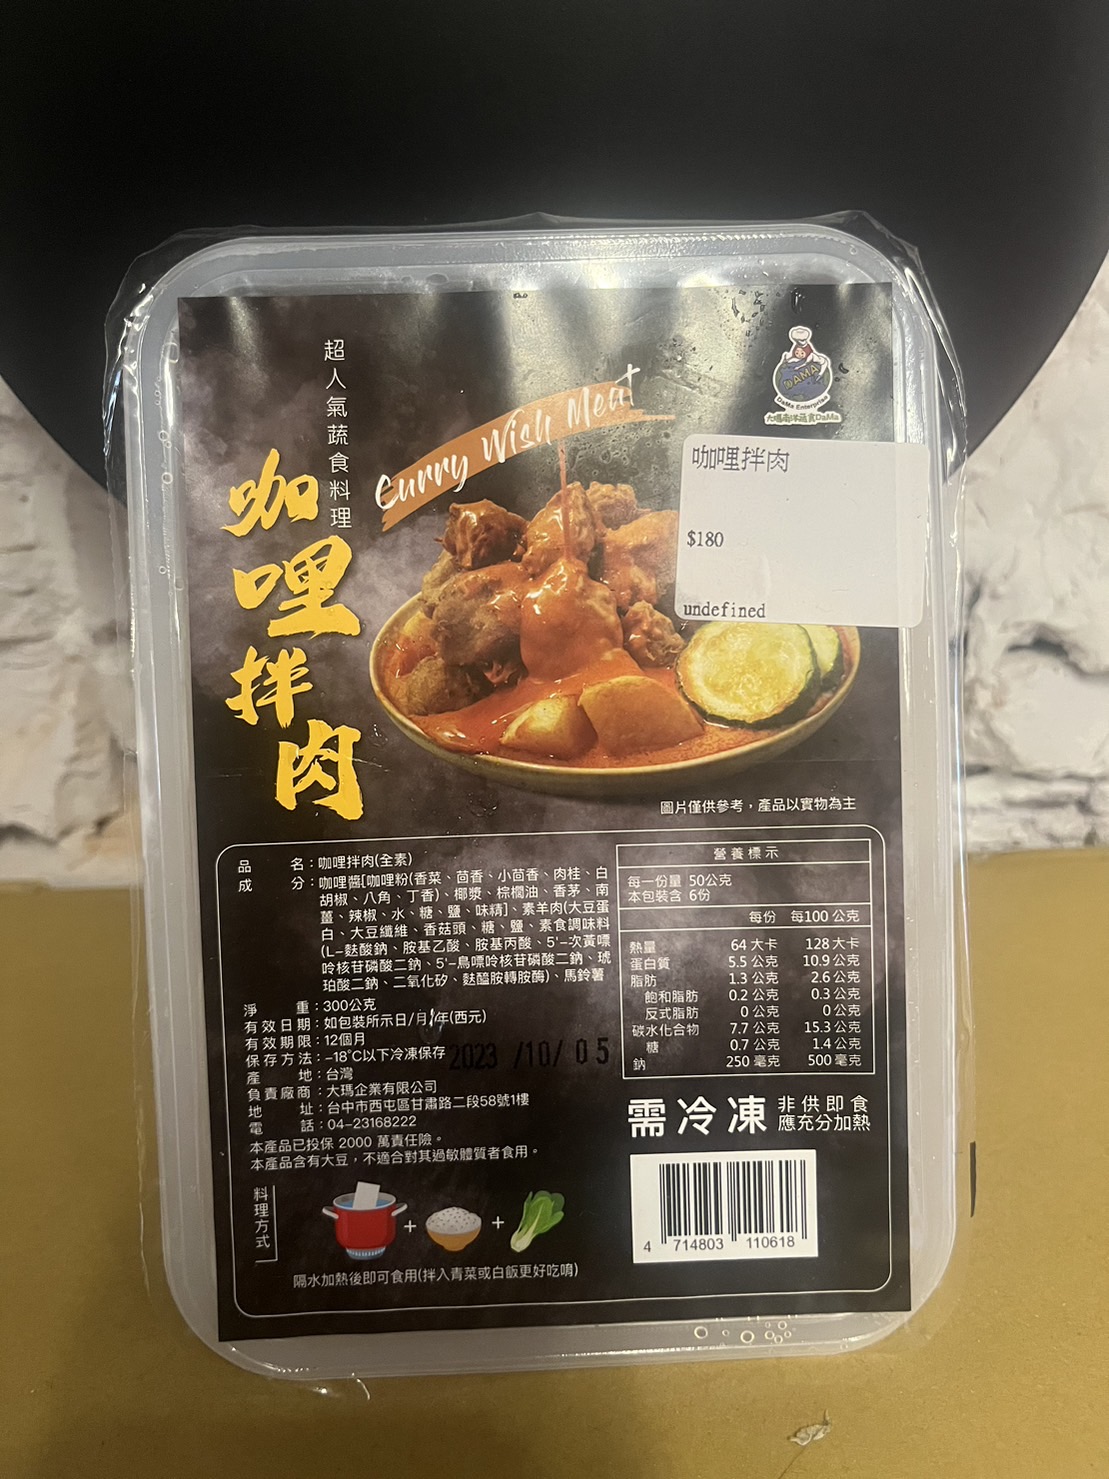 超人氣蔬食料理
咖哩拌肉
Curry Wish Meat
DAMA
DaMa Enterprise
大瑪南洋蔬食DaMa
咖哩拌肉
$180
undefined
圖片僅供參考，產品以實物為主
品名：咖哩拌肉(全素)
成分：咖哩醬[咖哩粉(香菜、茴香、小茴香、肉桂、白
胡椒、八角、丁香)、椰漿、棕櫚油、香茅、南
薑、辣椒、水、糖、鹽、味精]、素羊肉(大豆蛋
白、大豆纖維、香菇頭、糖、鹽、素食調味料
(L-麩酸鈉、胺基乙酸、胺基丙酸、5'-次黃嘌
呤核苷磷酸二鈉、5'-鳥嘌呤核苷磷酸二鈉、琥
珀酸二鈉、二氧化矽、麩醯胺轉胺酶)、馬鈴薯
淨重：300公克
有效日期：如包裝所示日/月/年(西元)
有效期限：12個月
保存方法：-18°C以下冷凍保存
2023 /10/ 05
產地：台灣
負責廠商：大瑪企業有限公司
地址：台中市西屯區甘肅路二段58號1樓
電話：04-23168222
本產品已投保 2000 萬責任險。
本產品含有大豆，不適合對其過敏體質者食用。
營養標示
每一份量 50公克
本包裝含 6份
每份 每100 公克
熱量 64 大卡 128 大卡
蛋白質 5.5 公克 10.9 公克
脂肪 1.3 公克 2.6 公克
飽和脂肪 0.2 公克 0.3 公克
反式脂肪 0 公克 0 公克
碳水化合物 7.7 公克 15.3 公克
糖 0.7 公克 1.4 公克
鈉 250 毫克 500 毫克
需冷凍 非供即食
應充分加熱
料理方式
+ +
隔水加熱後即可食用(拌入青菜或白飯更好吃唷)
4 714803 110618